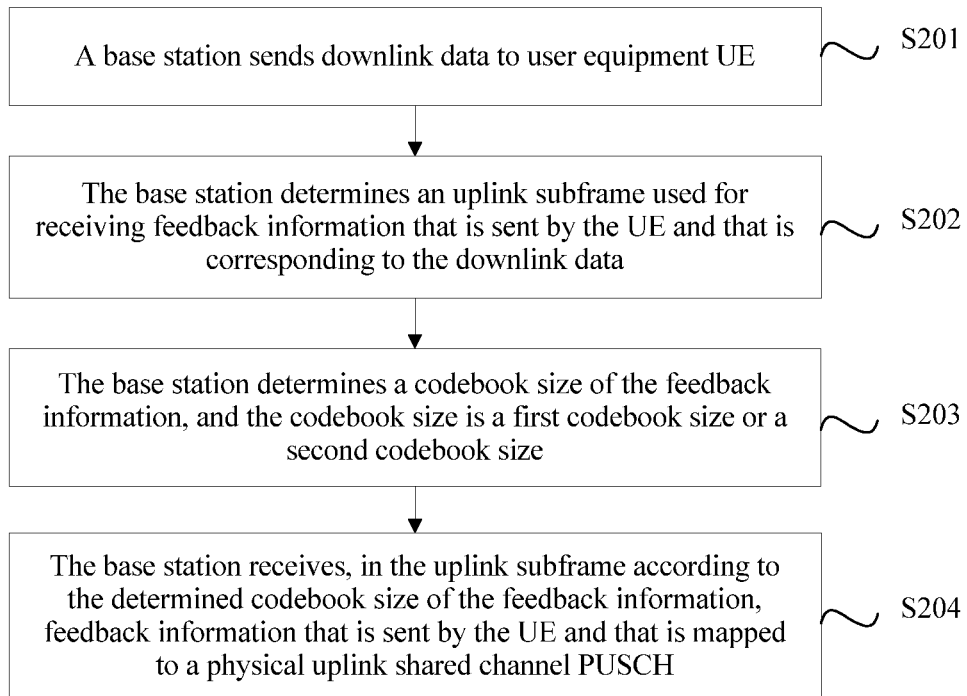 A base station sends downlink data to user equipment UE
S201
The base station determines an uplink subframe used for
receiving feedback information that is sent by the UE and that is
corresponding to the downlink data
S202
The base station determines a codebook size of the feedback
information, and the codebook size is a first codebook size or a
second codebook size
S203
The base station receives, in the uplink subframe according to
the determined codebook size of the feedback information,
feedback information that is sent by the UE and that is mapped
to a physical uplink shared channel PUSCH
S204